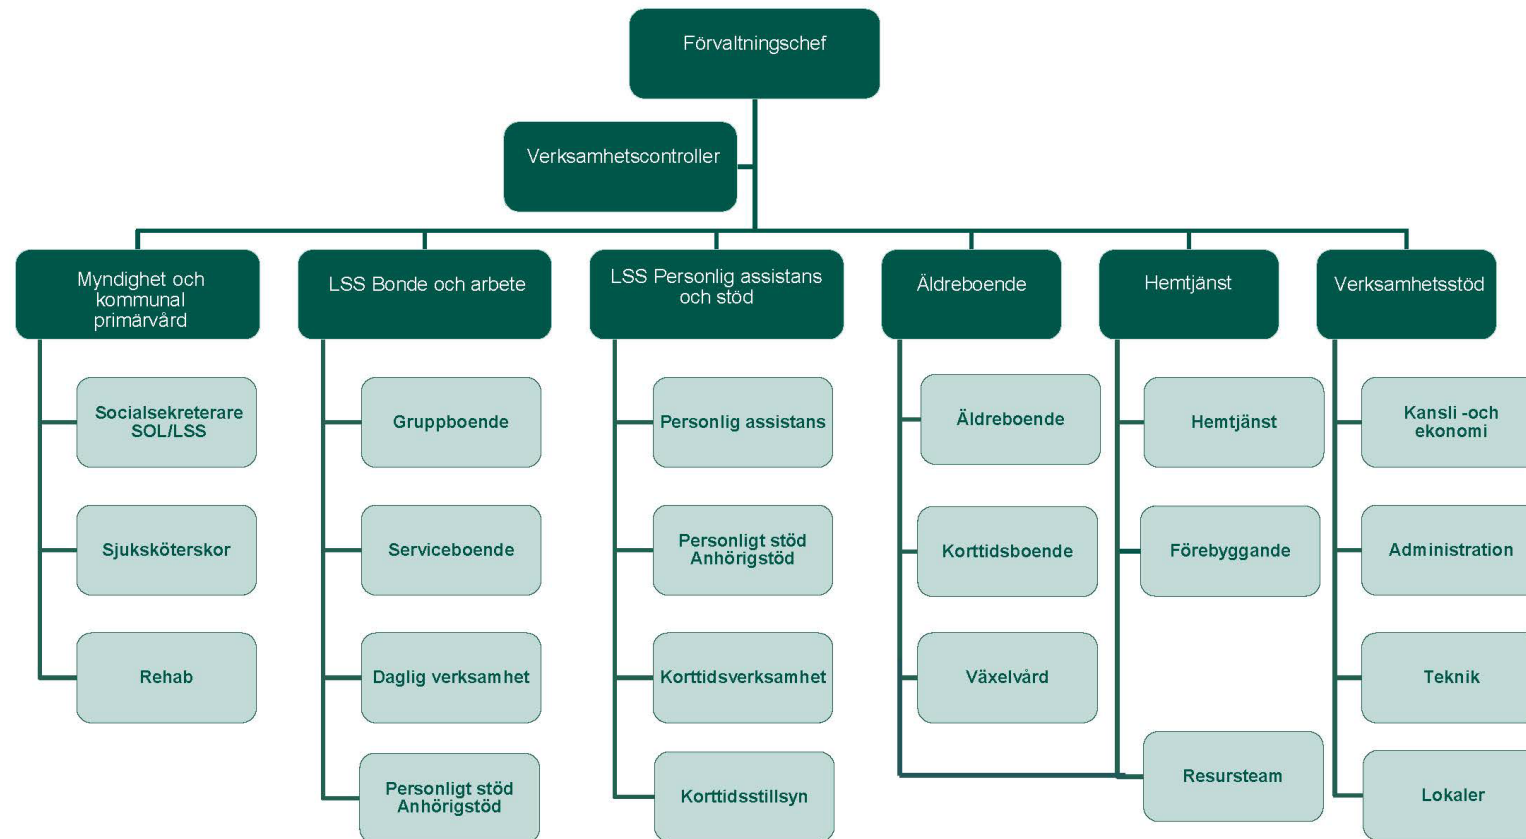 Förvaltningschef
Verksamhetscontroller
Myndighet och
kommunal
primärvård
LSS Bonde och arbete
LSS Personlig assistans
och stöd
Äldreboende
Hemtjänst
Verksamhetsstöd
Socialsekreterare
SOL/LSS
Gruppboende
Personlig assistans
Äldreboende
Hemtjänst
Kansli -och
ekonomi
Sjuksköterskor
Serviceboende
Personligt stöd
Anhörigstöd
Korttidsboende
Förebyggande
Administration
Rehab
Daglig verksamhet
Korttidsverksamhet
Växelvård
Teknik
Personligt stöd
Anhörigstöd
Korttidsstillsyn
Resursteam
Lokaler